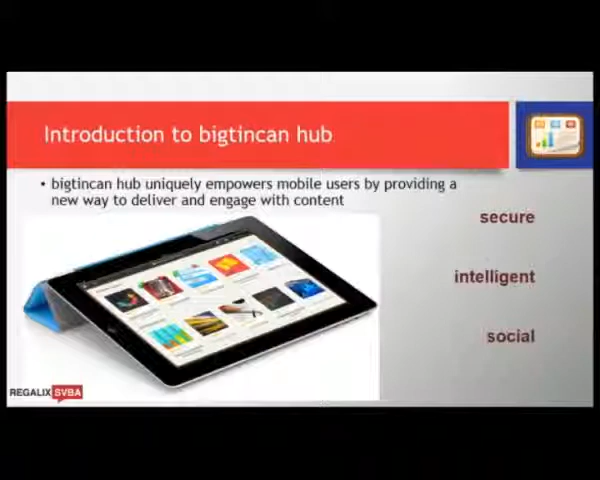 Introduction to bigtincan hub
• bigtincan hub uniquely empowers mobile users by providing a
new way to deliver and engage with content
secure
intelligent
social
REGALIX SVBA